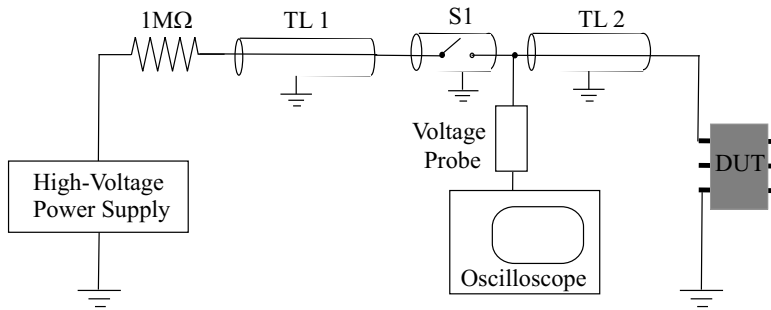 1MΩ
TL 1
S1
TL 2
Voltage
Probe
DUT
High-Voltage
Power Supply
Oscilloscope